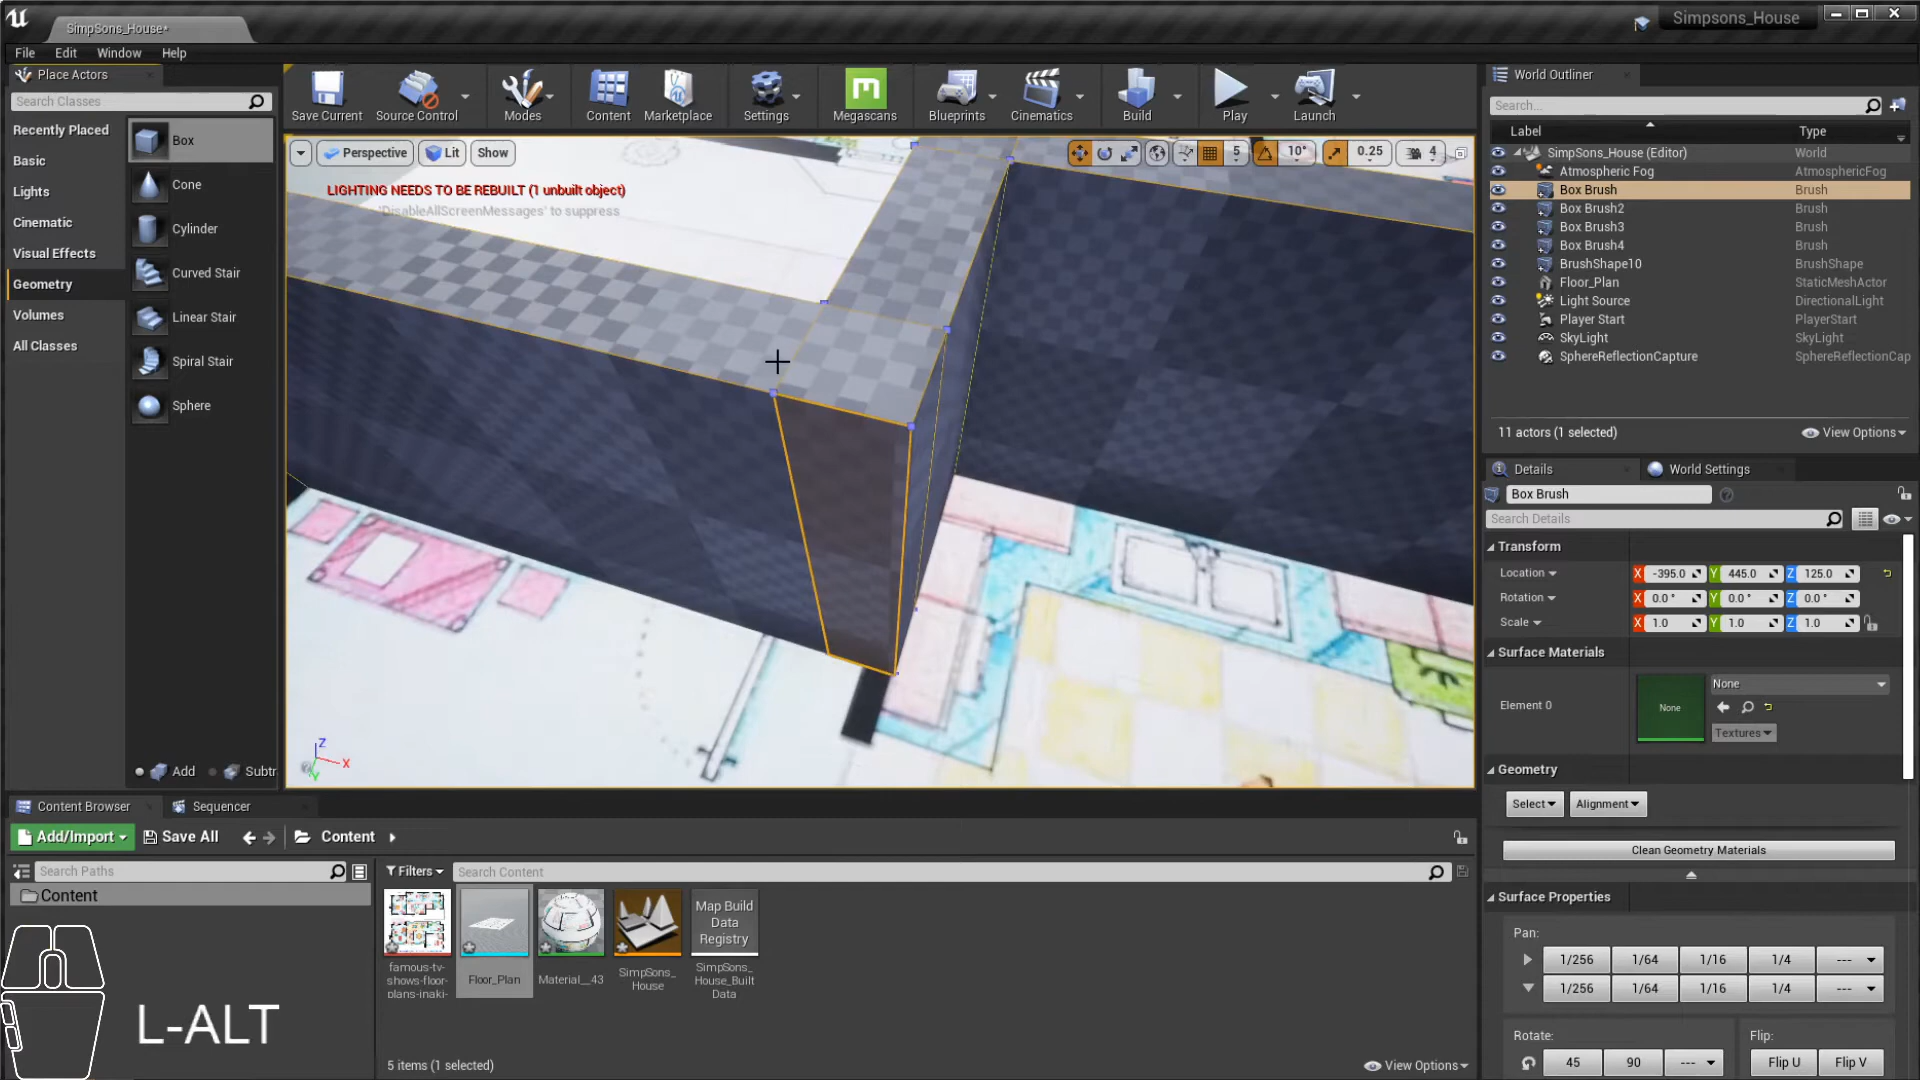 SimpSons_House*
Simpsons_House
File Edit Window Help
Place Actors
Search Classes
Recently Placed
Basic
Lights
Cinematic
Visual Effects
Geometry
Volumes
All Classes
Box
Cone
Cylinder
Curved Stair
Linear Stair
Spiral Stair
Sphere
Add Subtr
Save Current
Source Control
Modes
Content
Marketplace
Settings
Megascans
Blueprints
Cinematics
Build
Play
Launch
Perspective Lit Show
5 10° 0.25 4
LIGHTING NEEDS TO BE REBUILT (1 unbuilt object)
'DisableAllScreenMessages' to suppress
Z
X
Y
World Outliner
Search...
Label Type
SimpSons_House (Editor) World
Atmospheric Fog AtmosphericFog
Box Brush Brush
Box Brush2 Brush
Box Brush3 Brush
Box Brush4 Brush
BrushShape10 BrushShape
Floor_Plan StaticMeshActor
Light Source DirectionalLight
Player Start PlayerStart
SkyLight SkyLight
SphereReflectionCapture SphereReflectionCap
11 actors (1 selected) View Options
Details World Settings
Box Brush
Search Details
Transform
Location X -395.0 Y 445.0 Z 125.0
Rotation X 0.0° Y 0.0° Z 0.0°
Scale X 1.0 Y 1.0 Z 1.0
Surface Materials
Element 0
None
None
Textures
Geometry
Select Alignment
Clean Geometry Materials
Surface Properties
Pan:
1/256 1/64 1/16 1/4 ---
1/256 1/64 1/16 1/4 ---
Rotate: Flip:
45 90 --- Flip U Flip V
Content Browser Sequencer
Add/Import Save All Content
Search Paths
Content
Filters Search Content
famous-tv-
shows-floor-
plans-inaki-
Floor_Plan
Material__43
SimpSons_
House
Map Build
Data
Registry
SimpSons_
House_Built
Data
5 items (1 selected) View Options
L-ALT